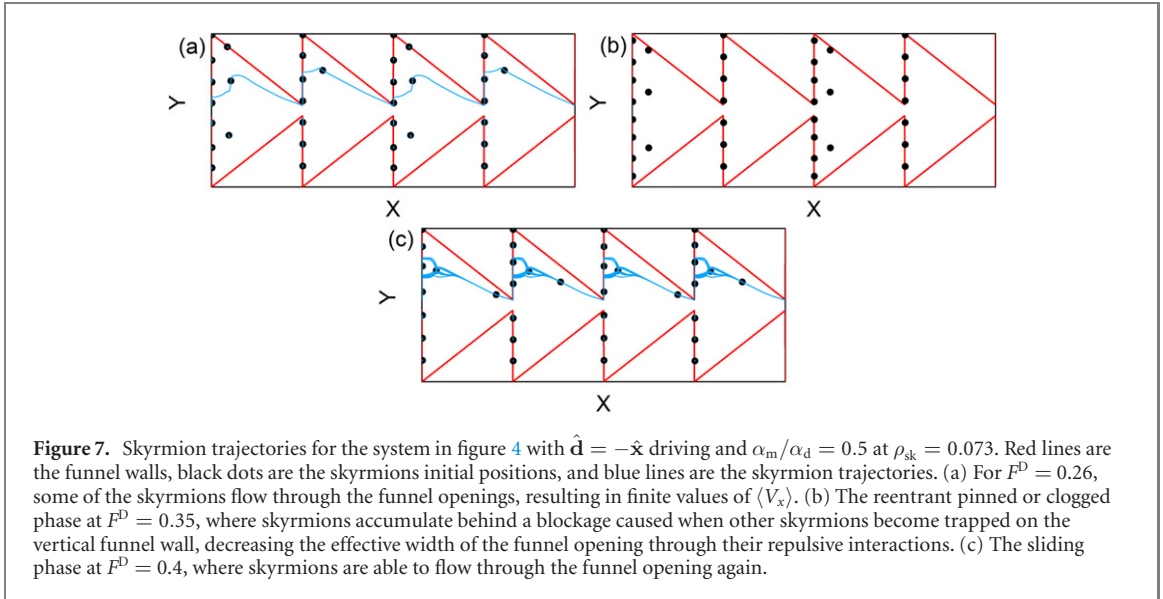 (a)
(b)
Y
Y
X
X
(c)
Y
X
Figure 7. Skyrmion trajectories for the system in figure 4 with d̂ = −x̂ driving and αm/αd = 0.5 at ρsk = 0.073. Red lines are
the funnel walls, black dots are the skyrmions initial positions, and blue lines are the skyrmion trajectories. (a) For F^D = 0.26,
some of the skyrmions flow through the funnel openings, resulting in finite values of ⟨Vx⟩. (b) The reentrant pinned or clogged
phase at F^D = 0.35, where skyrmions accumulate behind a blockage caused when other skyrmions become trapped on the
vertical funnel wall, decreasing the effective width of the funnel opening through their repulsive interactions. (c) The sliding
phase at F^D = 0.4, where skyrmions are able to flow through the funnel opening again.